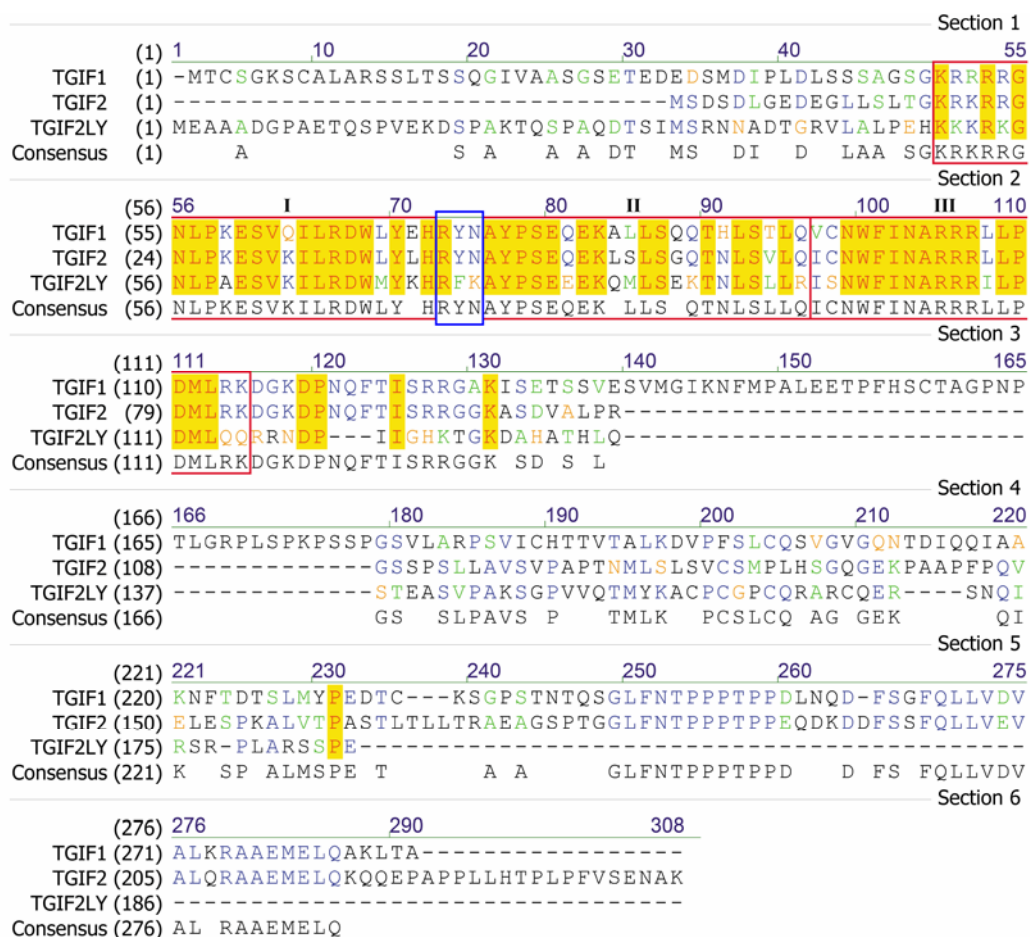 Section 1
(1) 1 10 20 30 40 55
TGIF1 (1) -MTCSGKSCALARSSLTSSQGIVAASGSETEDEDSMDIPLDLSSSAGSGKRRRRG
TGIF2 (1) --------------------------------MSDSDLGEDEGLLSLTGKRKRRG
TGIF2LY (1) MEAAADGPAETQSPVEKDSPAKTQSPAQDTSIMSRNNADTGRVLALPEHKKKRKG
Consensus (1) A S A A A DT MS DI D LAA SGKRKRRG
Section 2
(56) 56 I 70 80 II 90 100 III 110
TGIF1 (55) NLPKESVQILRDWLYEHRYNAYPSEQEKALLSQQTHLSTLQVCNWFINARRRLLP
TGIF2 (24) NLPKESVKILRDWLYLHRYNAYPSEQEKLSLSGQTNLSVLQICNWFINARRRLLP
TGIF2LY (56) NLPAESVKILRDWMYKHRFKAYPSEEEKQMLSEKTNLSLLRISNWFINARRRILP
Consensus (56) NLPKESVKILRDWLY HRYNAYPSEQEK LLS QTNLSLLQICNWFINARRRLLP
Section 3
(111) 111 120 130 140 150 165
TGIF1 (110) DMLRKDGKDPNQFTISRRGAKISETSSVESVMGIKNFMPALEETPFHSCTAGPNP
TGIF2 (79) DMLRKDGKDPNQFTISRRGGKASDVALPR--------------------------
TGIF2LY (111) DMLQQRRNDP---IIGHKTGKDAHATHLQ--------------------------
Consensus (111) DMLRKDGKDPNQFTISRRGGK SD S L
Section 4
(166) 166 180 190 200 210 220
TGIF1 (165) TLGRPLSPKPSSPGSVLARPSVICHTTVTALKDVPFSLCQSVGVGQNTDIQQIAA
TGIF2 (108) -------------GSSPSLLAVSVPAPTNMLSLSVCSMPLHSGQGEKPAAPFPQV
TGIF2LY (137) -------------STEASVPAKSGPVVQTMYKACPCGPCQRARCQER----SNQI
Consensus (166) GS SLPAVS P TMLK PCSLCQ AG GEK QI
Section 5
(221) 221 230 240 250 260 275
TGIF1 (220) KNFTDTSLMYPEDTC---KSGPSTNTQSGLFNTPPPTPPDLNQD-FSGFQLLVDV
TGIF2 (150) ELESPKALVTPASTLTLLTRAEAGSPTGGLFNTPPPTPPEQDKDDFSSFQLLVEV
TGIF2LY (175) RSR-PLARSSPE-------------------------------------------
Consensus (221) K SP ALMSPE T A A GLFNTPPPTPPD D FS FQLLVDV
Section 6
(276) 276 290 308
TGIF1 (271) ALKRAAEMELQAKLTA-----------------
TGIF2 (205) ALQRAAEMELQKQQEPAPPLLHTPLPFVSENAK
TGIF2LY (186) ---------------------------------
Consensus (276) AL RAAEMELQ